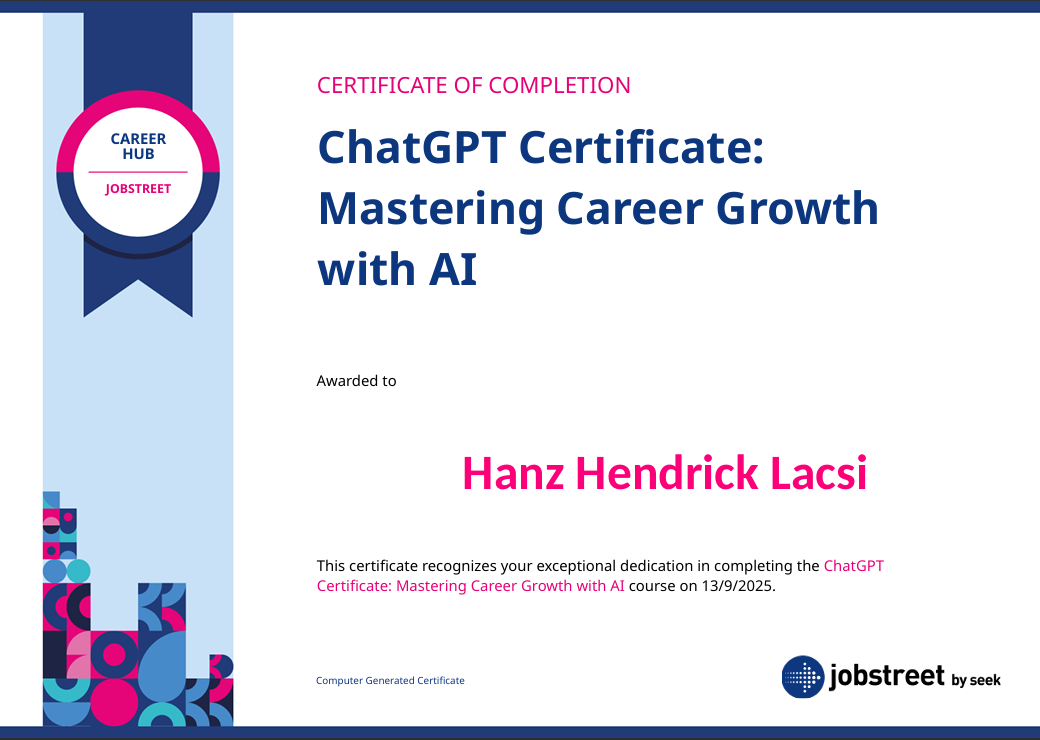 CAREER
HUB
JOBSTREET
CERTIFICATE OF COMPLETION
ChatGPT Certificate:
Mastering Career Growth
with AI
Awarded to
Hanz Hendrick Lacsi
This certificate recognizes your exceptional dedication in completing the ChatGPT
Certificate: Mastering Career Growth with AI course on 13/9/2025.
Computer Generated Certificate
jobstreet by seek